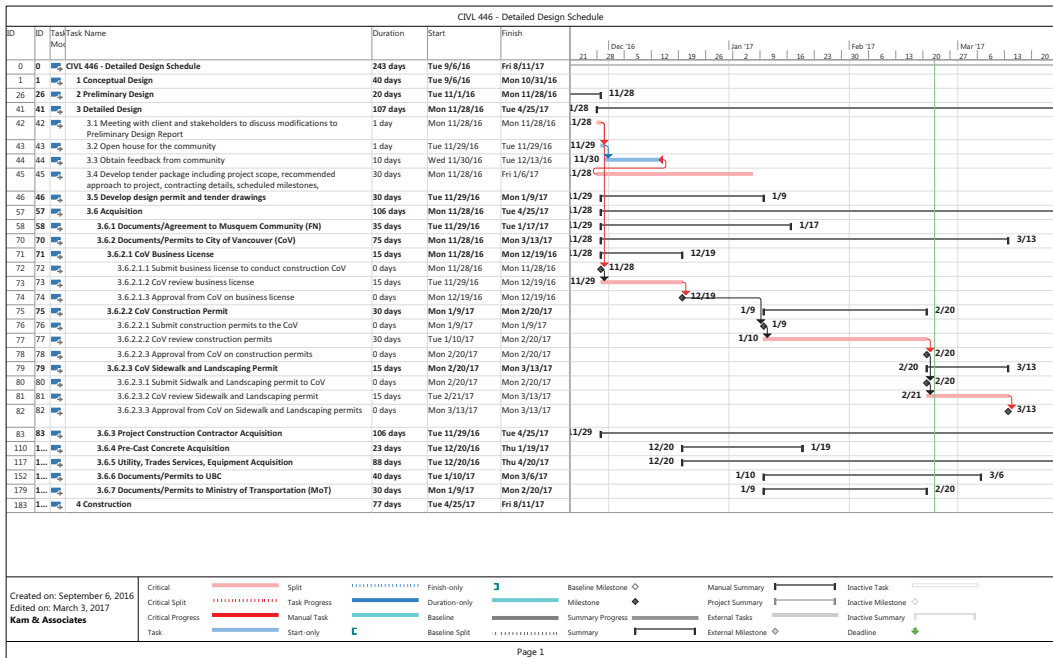 CIVL 446 - Detailed Design Schedule
ID ID Task Mod Task Name Duration Start Finish
Dec '16 Jan '17 Feb '17 Mar '17
21 28 5 12 19 26 2 9 16 23 30 6 13 20 27 6 13 20
0 0 CIVL 446 - Detailed Design Schedule 243 days Tue 9/6/16 Fri 8/11/17
1 1 1 Conceptual Design 40 days Tue 9/6/16 Mon 10/31/16
26 26 2 Preliminary Design 20 days Tue 11/1/16 Mon 11/28/16 11/28
41 41 3 Detailed Design 107 days Mon 11/28/16 Tue 4/25/17 1/28
42 42 3.1 Meeting with client and stakeholders to discuss modifications to 1 day Mon 11/28/16 Mon 11/28/16 1/28
Preliminary Design Report
43 43 3.2 Open house for the community 1 day Tue 11/29/16 Tue 11/29/16 11/29
44 44 3.3 Obtain feedback from community 10 days Wed 11/30/16 Tue 12/13/16 11/30
45 45 3.4 Develop tender package including project scope, recommended 30 days Mon 11/28/16 Fri 1/6/17 1/28
approach to project, contracting details, scheduled milestones,
46 46 3.5 Develop design permit and tender drawings 30 days Tue 11/29/16 Mon 1/9/17 11/29 1/9
57 57 3.6 Acquisition 106 days Mon 11/28/16 Tue 4/25/17 1/28
58 58 3.6.1 Documents/Agreement to Musquem Community (FN) 35 days Tue 11/29/16 Tue 1/17/17 11/29 1/17
70 70 3.6.2 Documents/Permits to City of Vancouver (CoV) 75 days Mon 11/28/16 Mon 3/13/17 1/28 3/13
71 71 3.6.2.1 CoV Business License 15 days Mon 11/28/16 Mon 12/19/16 1/28 12/19
72 72 3.6.2.1.1 Submit business license to conduct construction CoV 0 days Mon 11/28/16 Mon 11/28/16 11/28
73 73 3.6.2.1.2 CoV review business license 15 days Tue 11/29/16 Mon 12/19/16 11/29
74 74 3.6.2.1.3 Approval from CoV on business license 0 days Mon 12/19/16 Mon 12/19/16 12/19
75 75 3.6.2.2 CoV Construction Permit 30 days Mon 1/9/17 Mon 2/20/17 1/9 2/20
76 76 3.6.2.2.1 Submit construction permits to the CoV 0 days Mon 1/9/17 Mon 1/9/17 1/9
77 77 3.6.2.2.2 CoV review construction permits 30 days Tue 1/10/17 Mon 2/20/17 1/10
78 78 3.6.2.2.3 Approval from CoV on construction permits 0 days Mon 2/20/17 Mon 2/20/17 2/20
79 79 3.6.2.3 CoV Sidewalk and Landscaping Permit 15 days Mon 2/20/17 Mon 3/13/17 2/20 3/13
80 80 3.6.2.3.1 Submit Sidwalk and Landscaping permit to CoV 0 days Mon 2/20/17 Mon 2/20/17 2/20
81 81 3.6.2.3.2 CoV review Sidewalk and Landscaping permit 15 days Tue 2/21/17 Mon 3/13/17 2/21
82 82 3.6.2.3.3 Approval from CoV on Sidewalk and Landscaping permits 0 days Mon 3/13/17 Mon 3/13/17 3/13
83 83 3.6.3 Project Construction Contractor Acquisition 106 days Tue 11/29/16 Tue 4/25/17 11/29
110 1... 3.6.4 Pre-Cast Concrete Acquisition 23 days Tue 12/20/16 Thu 1/19/17 12/20 1/19
117 1... 3.6.5 Utility, Trades Services, Equipment Acquisition 88 days Tue 12/20/16 Thu 4/20/17 12/20
152 1... 3.6.6 Documents/Permits to UBC 40 days Tue 1/10/17 Mon 3/6/17 1/10 3/6
179 1... 3.6.7 Documents/Permits to Ministry of Transportation (MoT) 30 days Mon 1/9/17 Mon 2/20/17 1/9 2/20
183 1... 4 Construction 77 days Tue 4/25/17 Fri 8/11/17
Created on: September 6, 2016
Edited on: March 3, 2017
Kam & Associates
Critical Split Finish-only Baseline Milestone Manual Summary Inactive Task
Critical Split Task Progress Duration-only Milestone Project Summary Inactive Milestone
Critical Progress Manual Task Baseline Summary Progress External Tasks Inactive Summary
Task Start-only Baseline Split Summary External Milestone Deadline
Page 1